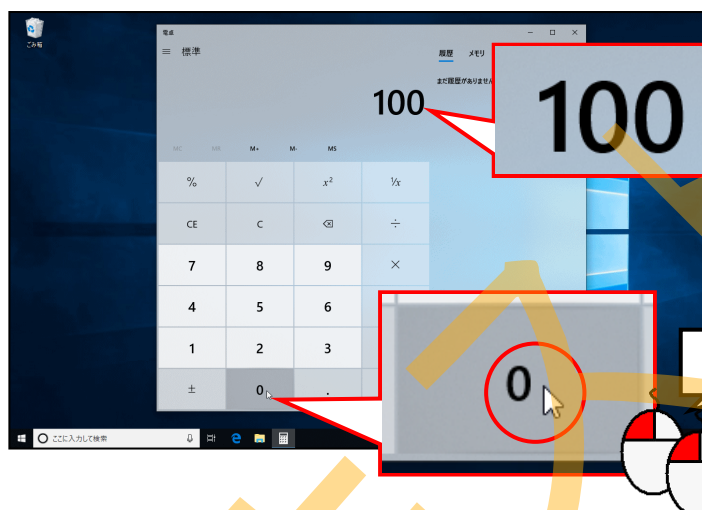 ごみ箱
電卓
標準
履歴 メモリ
まだ履歴がありません
100
100
MC MR M+ M- MS
% √ x² ¹/x
CE C ÷
7 8 9 ×
4 5 6
1 2 3
± 0 .
0
ここに入力して検索